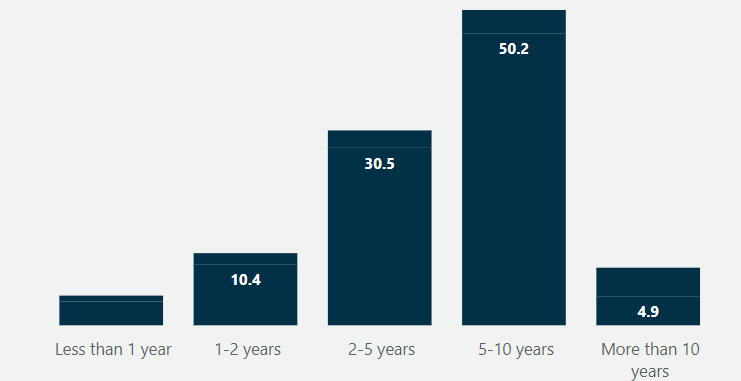 50.2
30.5
10.4
4.9
Less than 1 year
1-2 years
2-5 years
5-10 years
More than 10
years